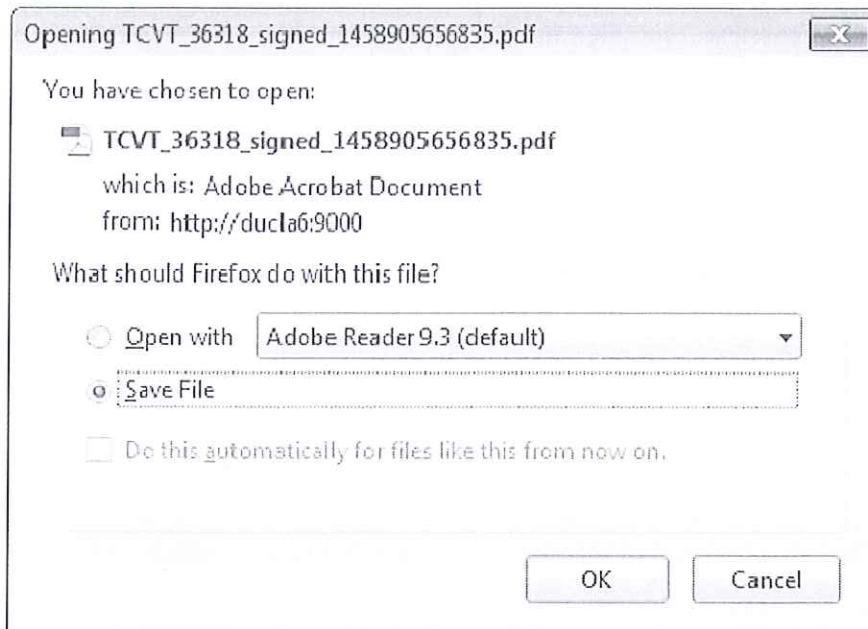 Opening TCVT_36318_signed_1458905656835.pdf
You have chosen to open:
TCVT_36318_signed_1458905656835.pdf
which is: Adobe Acrobat Document
from: http://ducla6:9000
What should Firefox do with this file?
Open with Adobe Reader 9.3 (default)
Save File
Do this automatically for files like this from now on.
OK Cancel